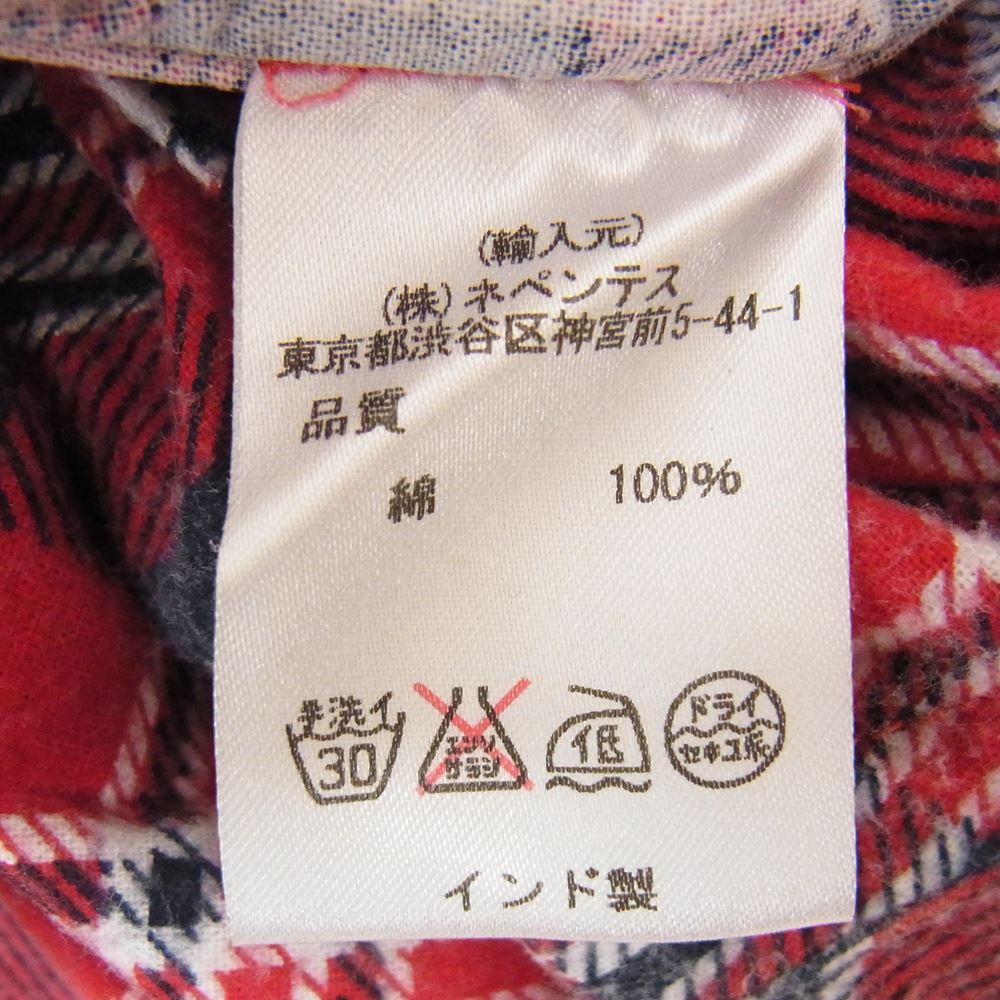 (輸入元)
(株)ネペンテス
東京都渋谷区神宮前5-44-1
品質
綿 100%
手洗イ
30
エンソ
サラシ
低
ドライ
セキユ系
インド製